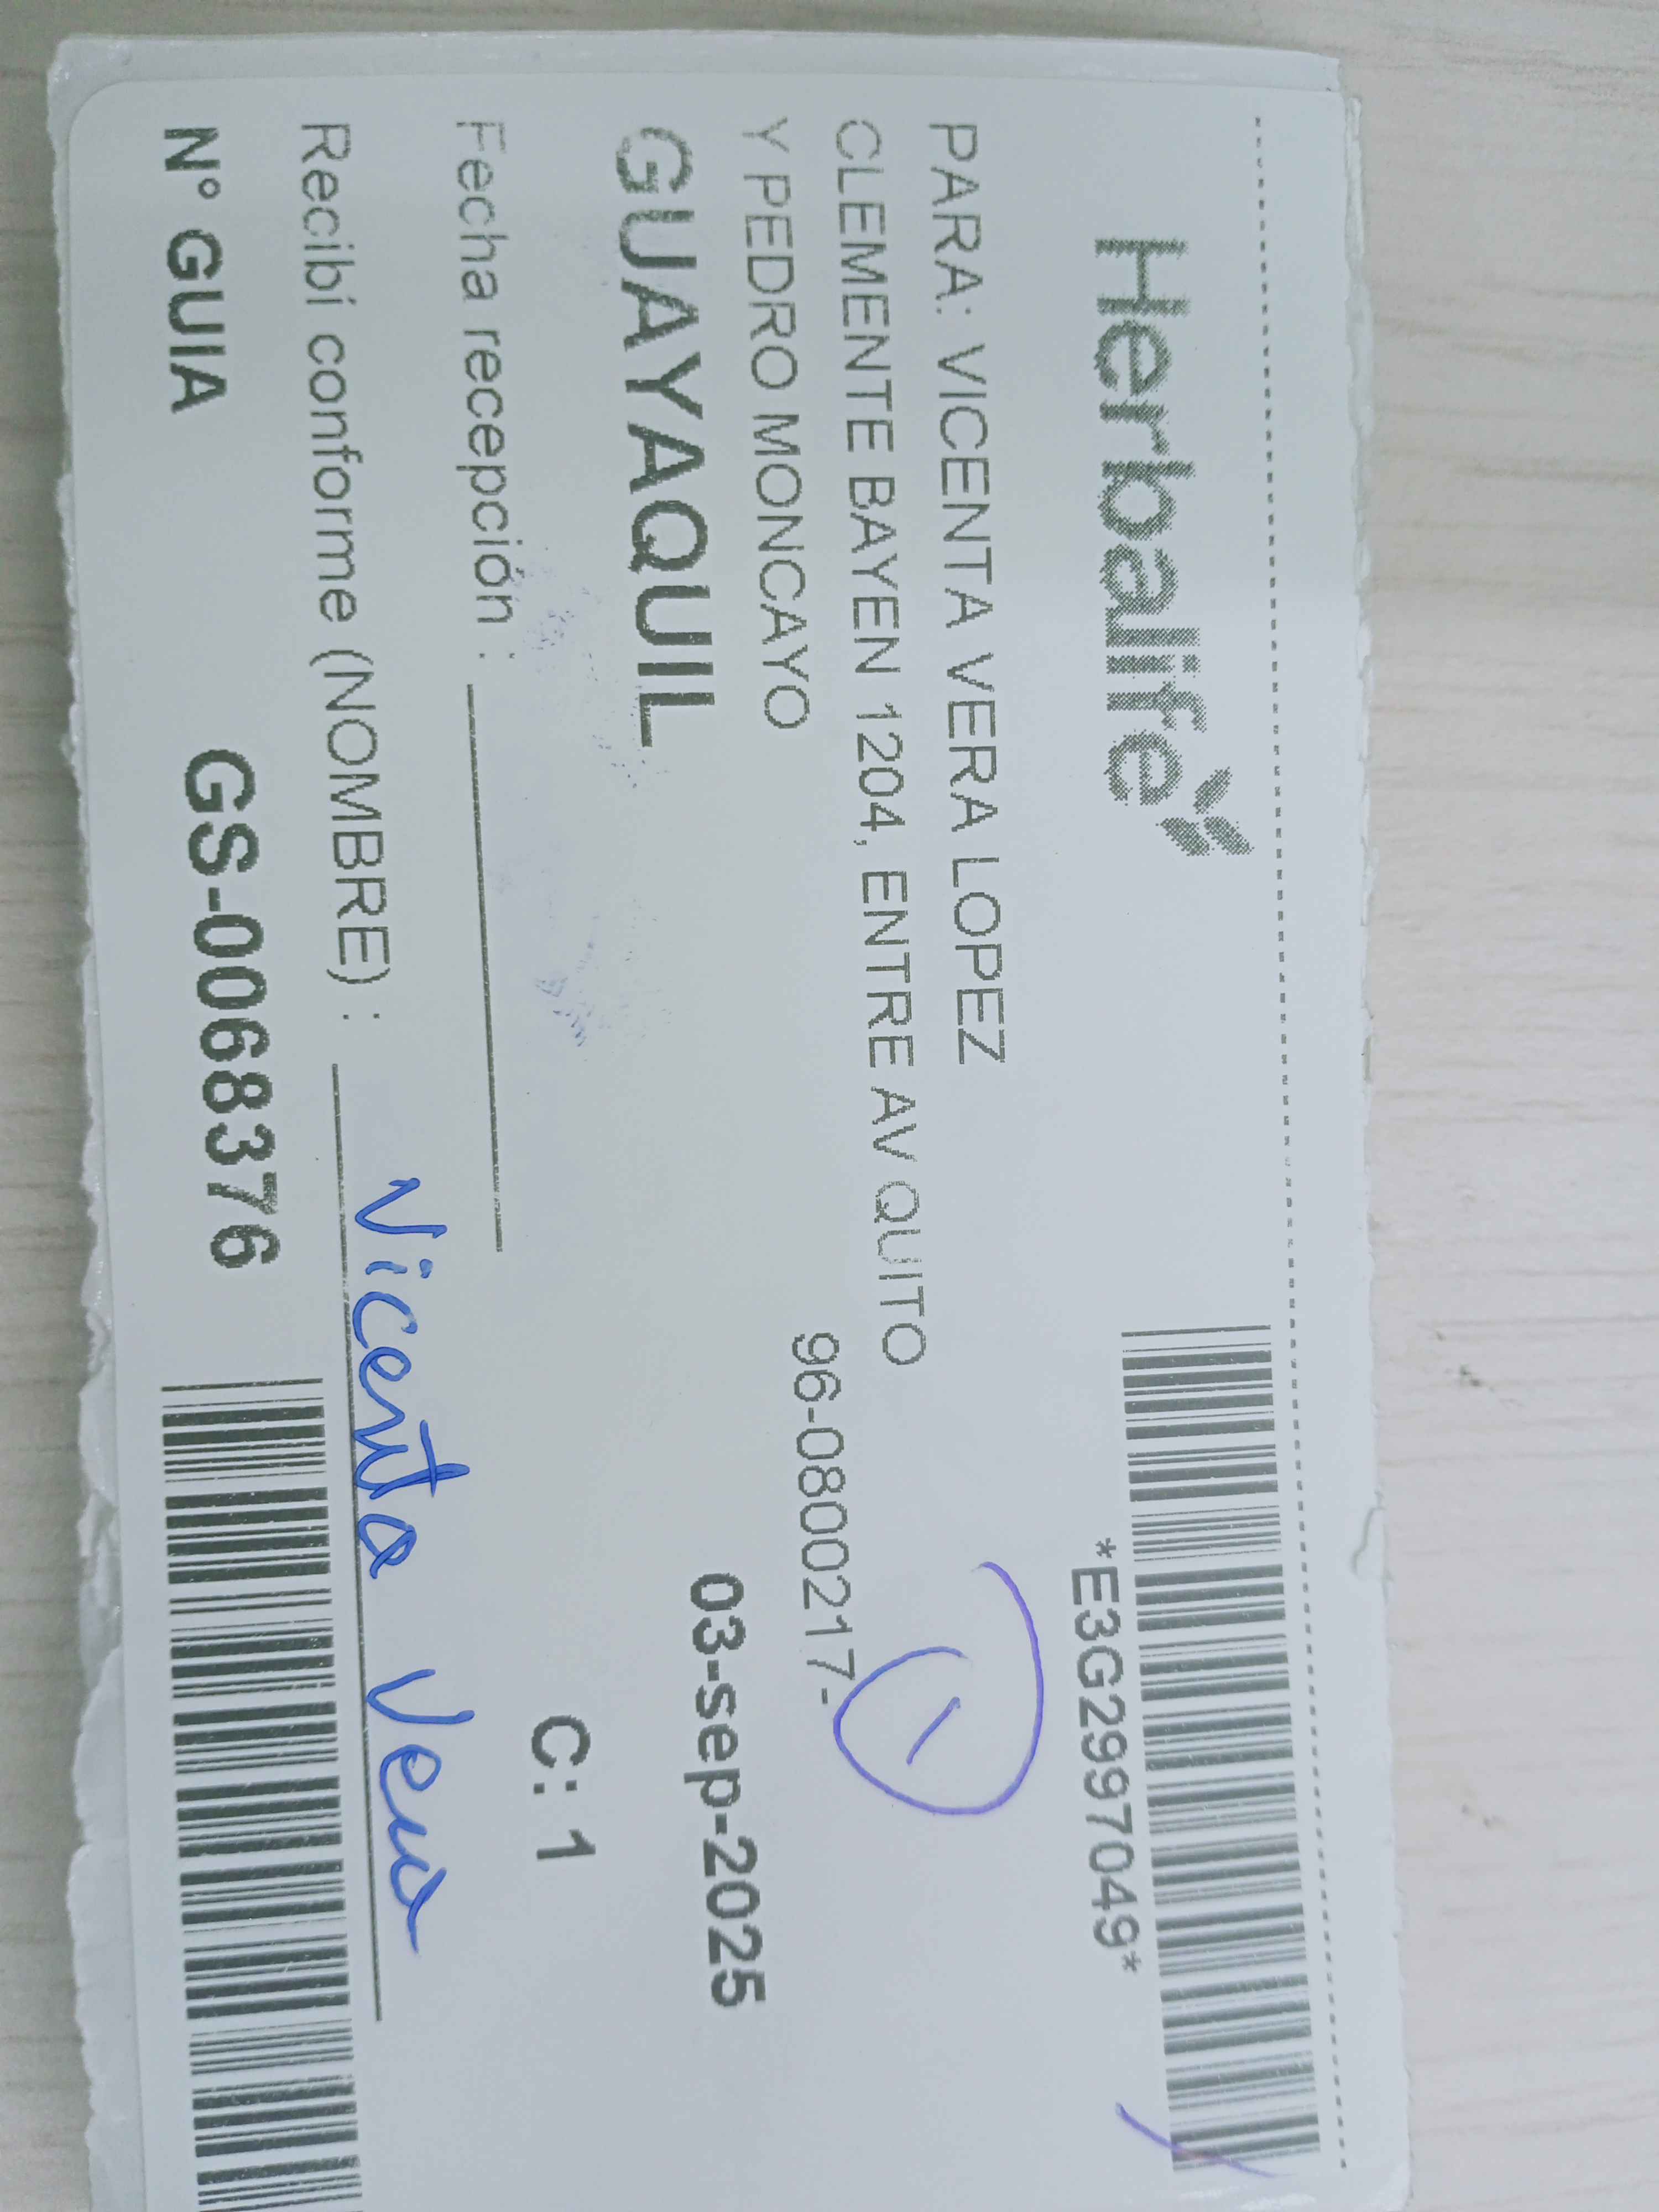 Herbalife
*E3G2997049*
PARA: VICENTA VERA LOPEZ
CLEMENTE BAYEN 1204, ENTRE AV QUITO
Y PEDRO MONCAYO
96-0800217-
1
GUAYAQUIL
03-sep-2025
C: 1
Fecha recepción :
Recibí conforme (NOMBRE) : Vicenta Vera
N° GUIA GS-0068376